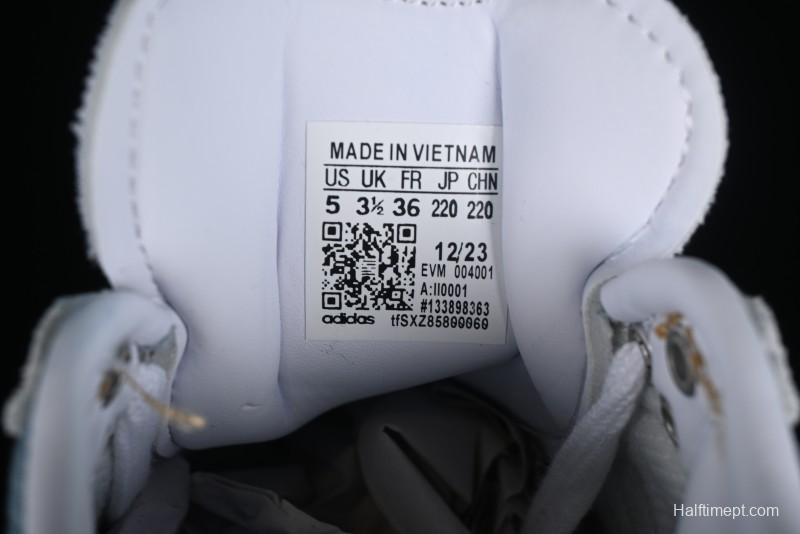 MADE IN VIETNAM
US UK FR JP CHN
5 3½ 36 220 220
12/23
EVM 004001
A:II0001
#133898363
adidas tfSXZ85800060
Halftimept.com